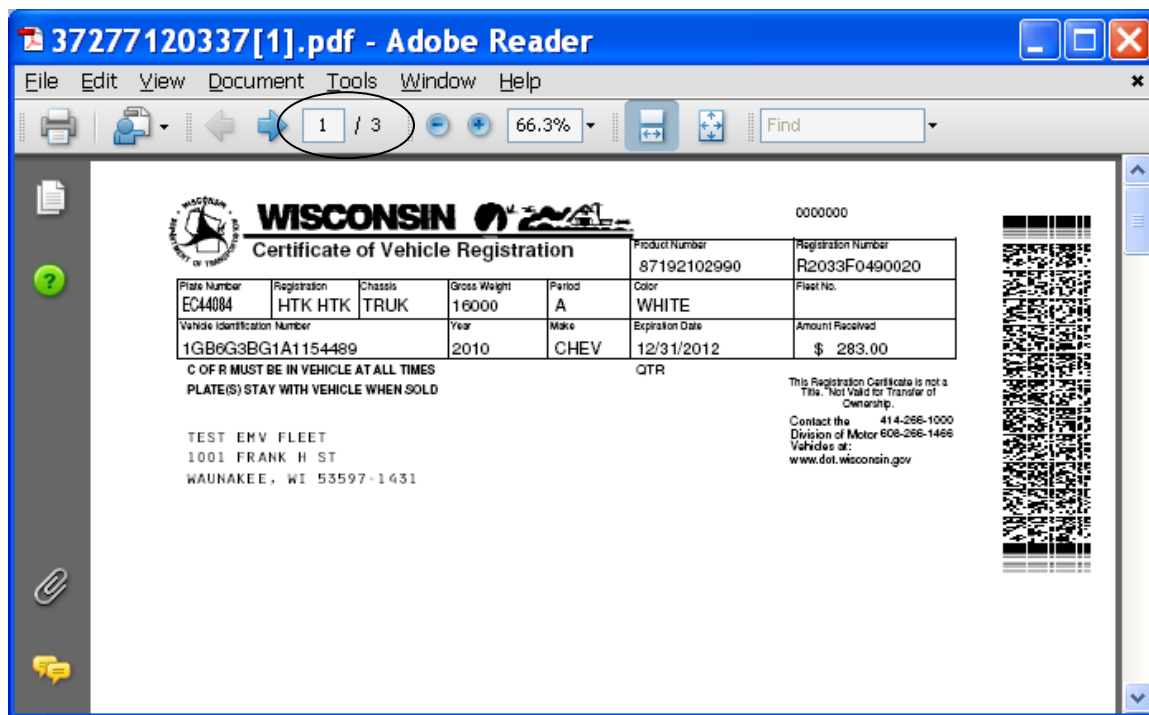 37277120337[1].pdf - Adobe Reader
File Edit View Document Tools Window Help
1 / 3 66.3% Find
WISCONSIN
0000000
Certificate of Vehicle Registration
Product Number Registration Number
87192102990 R2033F0490020
Plate Number Registration Chassis Gross Weight Period Color Fleet No.
EC44084 HTK HTK TRUK 16000 A WHITE
Vehicle Identification Number Year Make Expiration Date Amount Received
1GB6G3BG1A1154489 2010 CHEV 12/31/2012 $ 283.00
C OF R MUST BE IN VEHICLE AT ALL TIMES QTR
PLATE(S) STAY WITH VEHICLE WHEN SOLD
This Registration Certificate is not a
Title. Not Valid for Transfer of
Ownership.
Contact the 414-266-1000
Division of Motor 608-266-1466
Vehicles at:
www.dot.wisconsin.gov
TEST EMV FLEET
1001 FRANK H ST
WAUNAKEE, WI 53597-1431